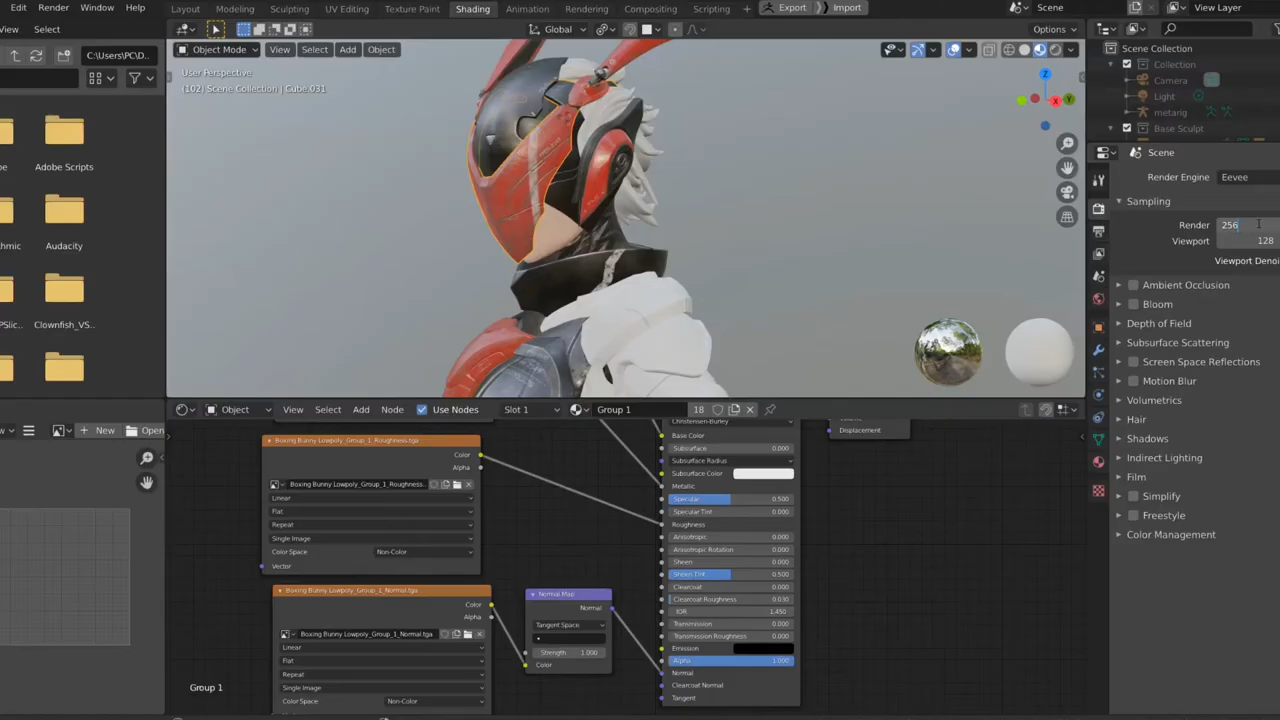 Edit Render Window Help
Layout Modeling Sculpting UV Editing Texture Paint Shading Animation Rendering Compositing Scripting Export Import Scene View Layer
View Select
Global Options
C:\Users\PC\D..
Object Mode View Select Add Object
User Perspective
(102) Scene Collection | Cube.031
Scene Collection
Collection
Camera
Light
metarig
Base Sculpt
Scene
Render Engine Eevee
Sampling
Render 256
Viewport 128
Viewport Denoi
Ambient Occlusion
Bloom
Depth of Field
Subsurface Scattering
Screen Space Reflections
Motion Blur
Volumetrics
Hair
Shadows
Indirect Lighting
Film
Simplify
Freestyle
Color Management
Adobe Scripts
thmic
Audacity
PSlic..
Clownfish_VS..
New Open
Object View Select Add Node Use Nodes Slot 1 Group 1 18
Boxing Bunny Lowpoly_Group_1_Roughness.tga
Color
Alpha
Boxing Bunny Lowpoly_Group_1_Roughness..
Linear
Flat
Repeat
Single Image
Color Space Non-Color
Vector
Boxing Bunny Lowpoly_Group_1_Normal.tga
Color
Alpha
Boxing Bunny Lowpoly_Group_1_Normal.tga
Linear
Flat
Repeat
Single Image
Color Space Non-Color
Normal Map
Normal
Tangent Space
Strength 1.000
Color
Christensen-Burley
Base Color
Subsurface 0.000
Subsurface Radius
Subsurface Color
Metallic
Specular 0.500
Specular Tint 0.000
Roughness
Anisotropic 0.000
Anisotropic Rotation 0.000
Sheen 0.000
Sheen Tint 0.500
Clearcoat 0.000
Clearcoat Roughness 0.030
IOR 1.450
Transmission 0.000
Transmission Roughness 0.000
Emission
Alpha 1.000
Normal
Clearcoat Normal
Tangent
Displacement
Group 1